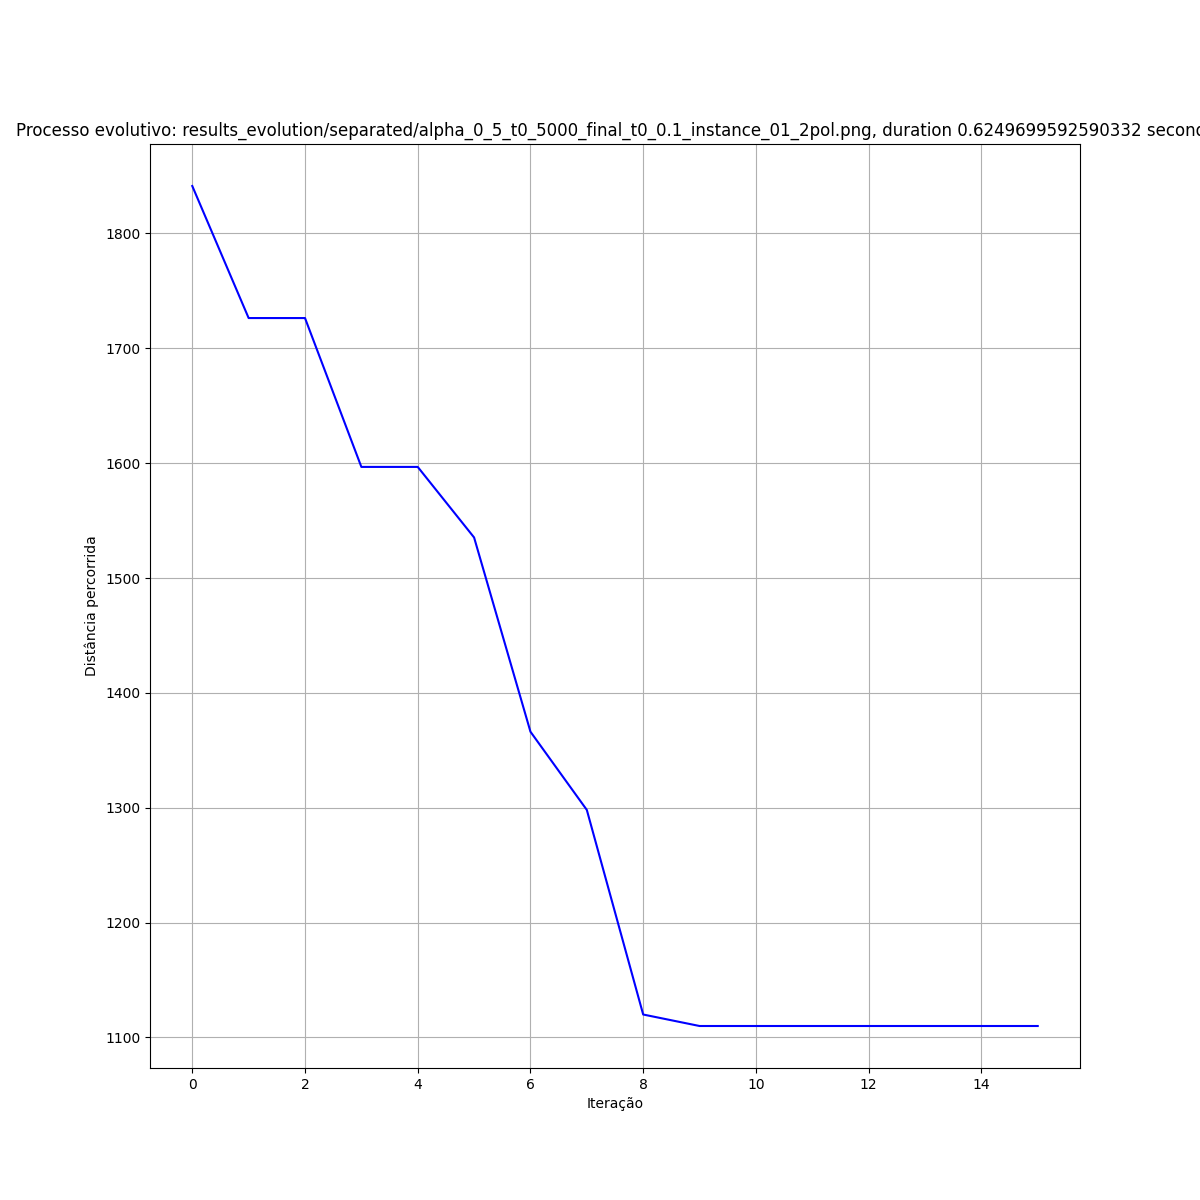 Processo evolutivo: results_evolution/separated/alpha_0_5_t0_5000_final_t0_0.1_instance_01_2pol.png, duration 0.6249699592590332
1800
1700
1600
1500
1400
1300
1200
1100
Distância percorrida
0 2 4 6 8 10 12 14
Iteração